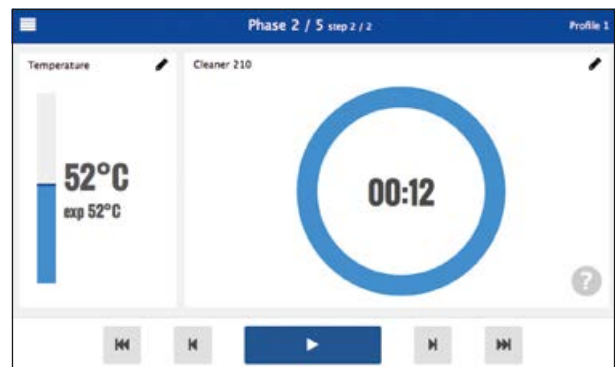 Phase 2 / 5 step 2 / 2
Profile 1
Temperature
Cleaner 210
52°C
exp 52°C
00:12
?